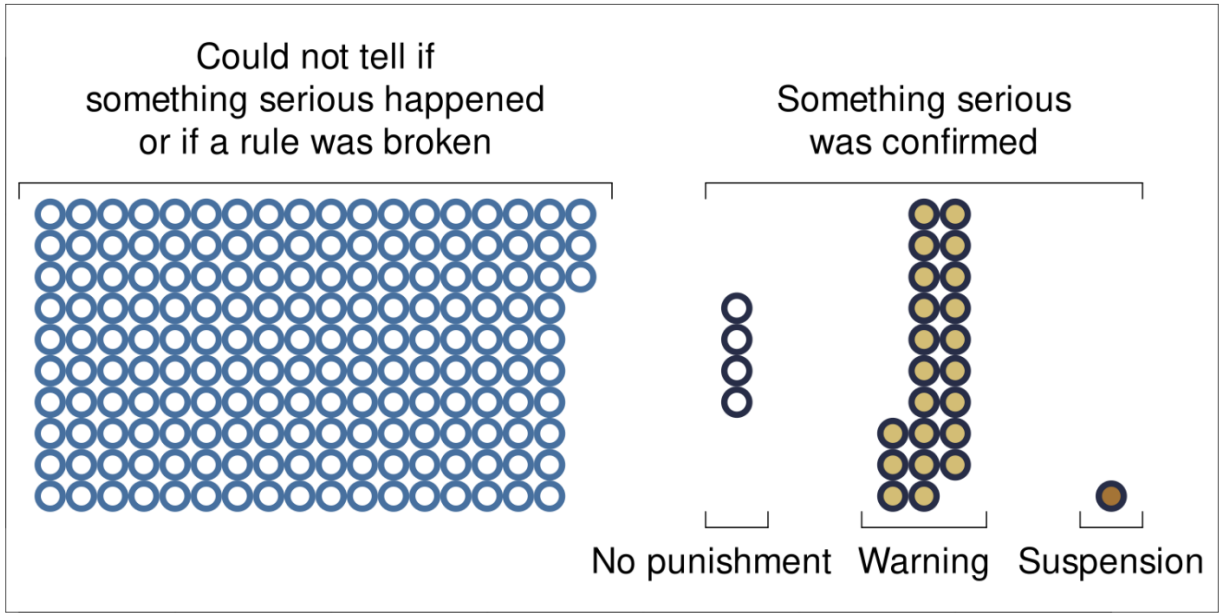 Could not tell if
something serious happened
or if a rule was broken
Something serious
was confirmed
No punishment
Warning
Suspension